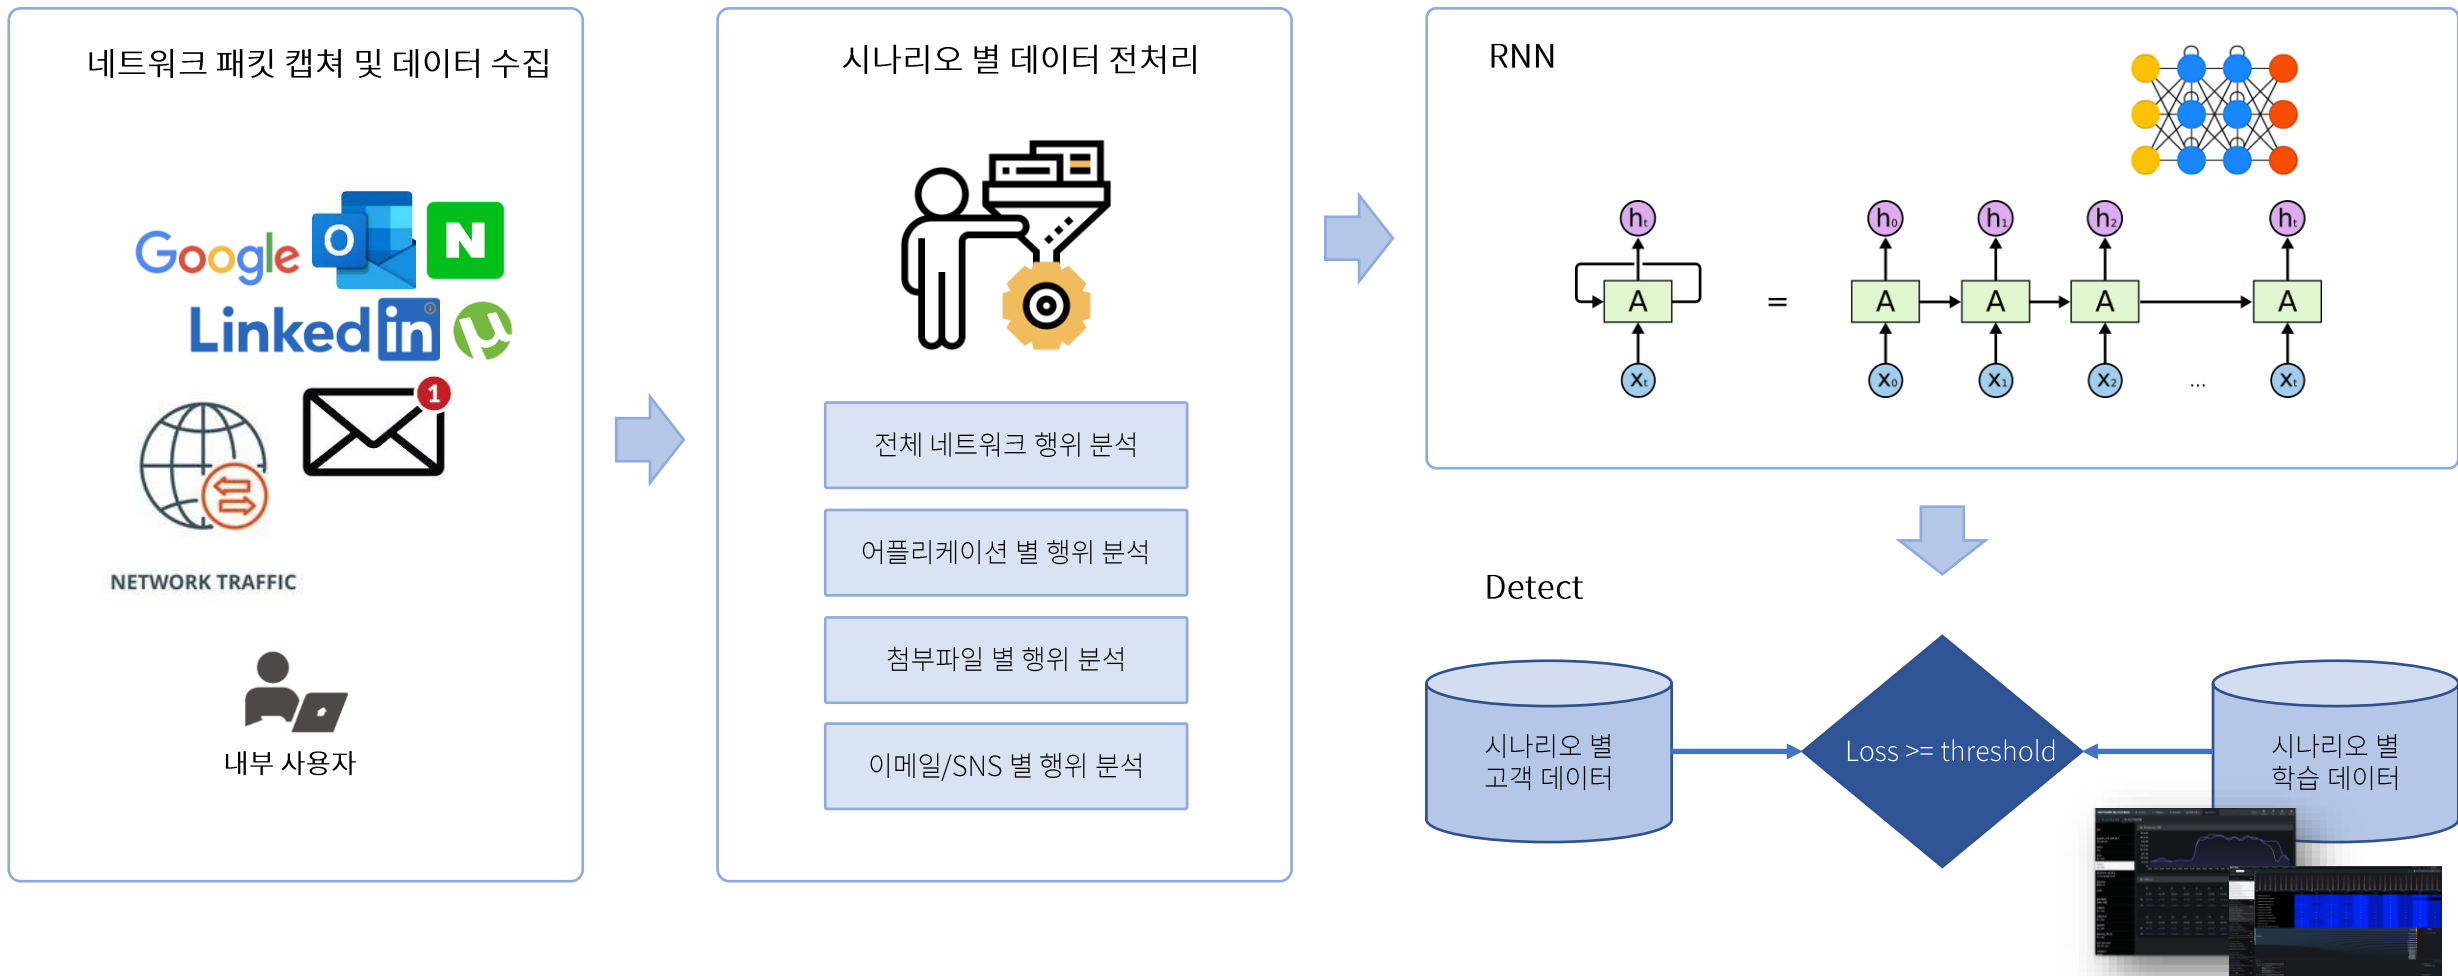 네트워크 패킷 캡쳐 및 데이터 수집
Google
O
N
Linked in
µ
1
NETWORK TRAFFIC
내부 사용자
시나리오 별 데이터 전처리
전체 네트워크 행위 분석
어플리케이션 별 행위 분석
첨부파일 별 행위 분석
이메일/SNS 별 행위 분석
RNN
hₜ h₀ h₁ h₂ hₜ
A = A A A A
xₜ x₀ x₁ x₂ ... xₜ
Detect
시나리오 별
고객 데이터
Loss >= threshold
시나리오 별
학습 데이터